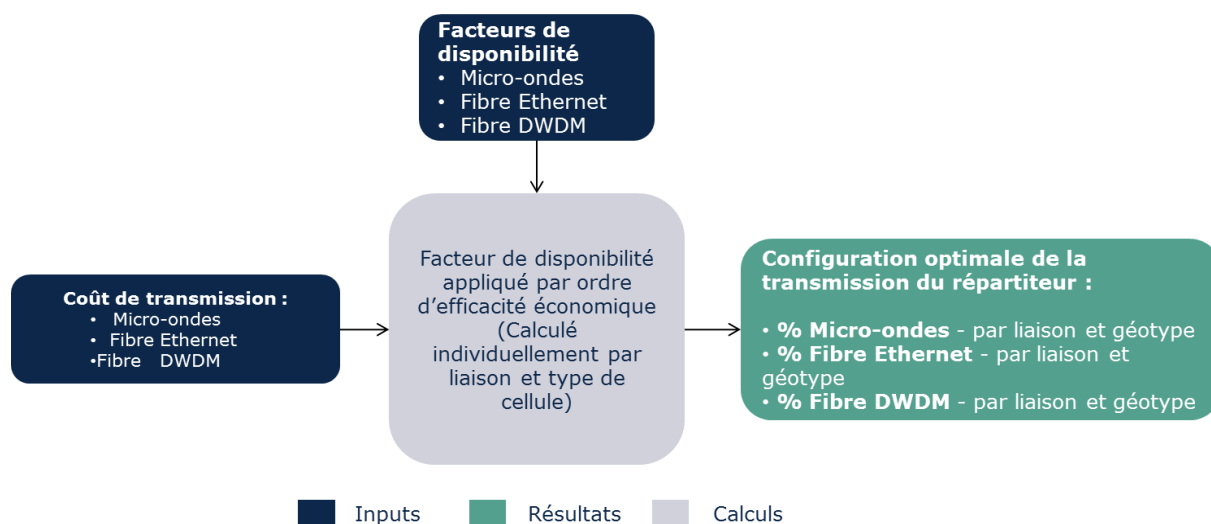 Facteurs de
disponibilité
• Micro-ondes
• Fibre Ethernet
• Fibre DWDM
Coût de transmission :
• Micro-ondes
• Fibre Ethernet
•Fibre DWDM
Facteur de disponibilité
appliqué par ordre
d’efficacité économique
(Calculé
individuellement par
liaison et type de
cellule)
Configuration optimale de la
transmission du répartiteur :
• % Micro-ondes - par liaison et géotype
• % Fibre Ethernet - par liaison et
géotype
• % Fibre DWDM - par liaison et géotype
Inputs
Résultats
Calculs